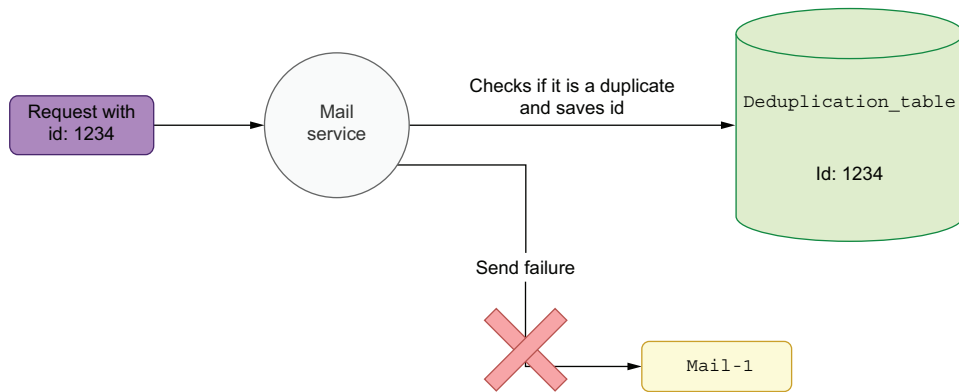 Request with
id: 1234
Mail
service
Checks if it is a duplicate
and saves id
Deduplication_table
Id: 1234
Send failure
Mail-1